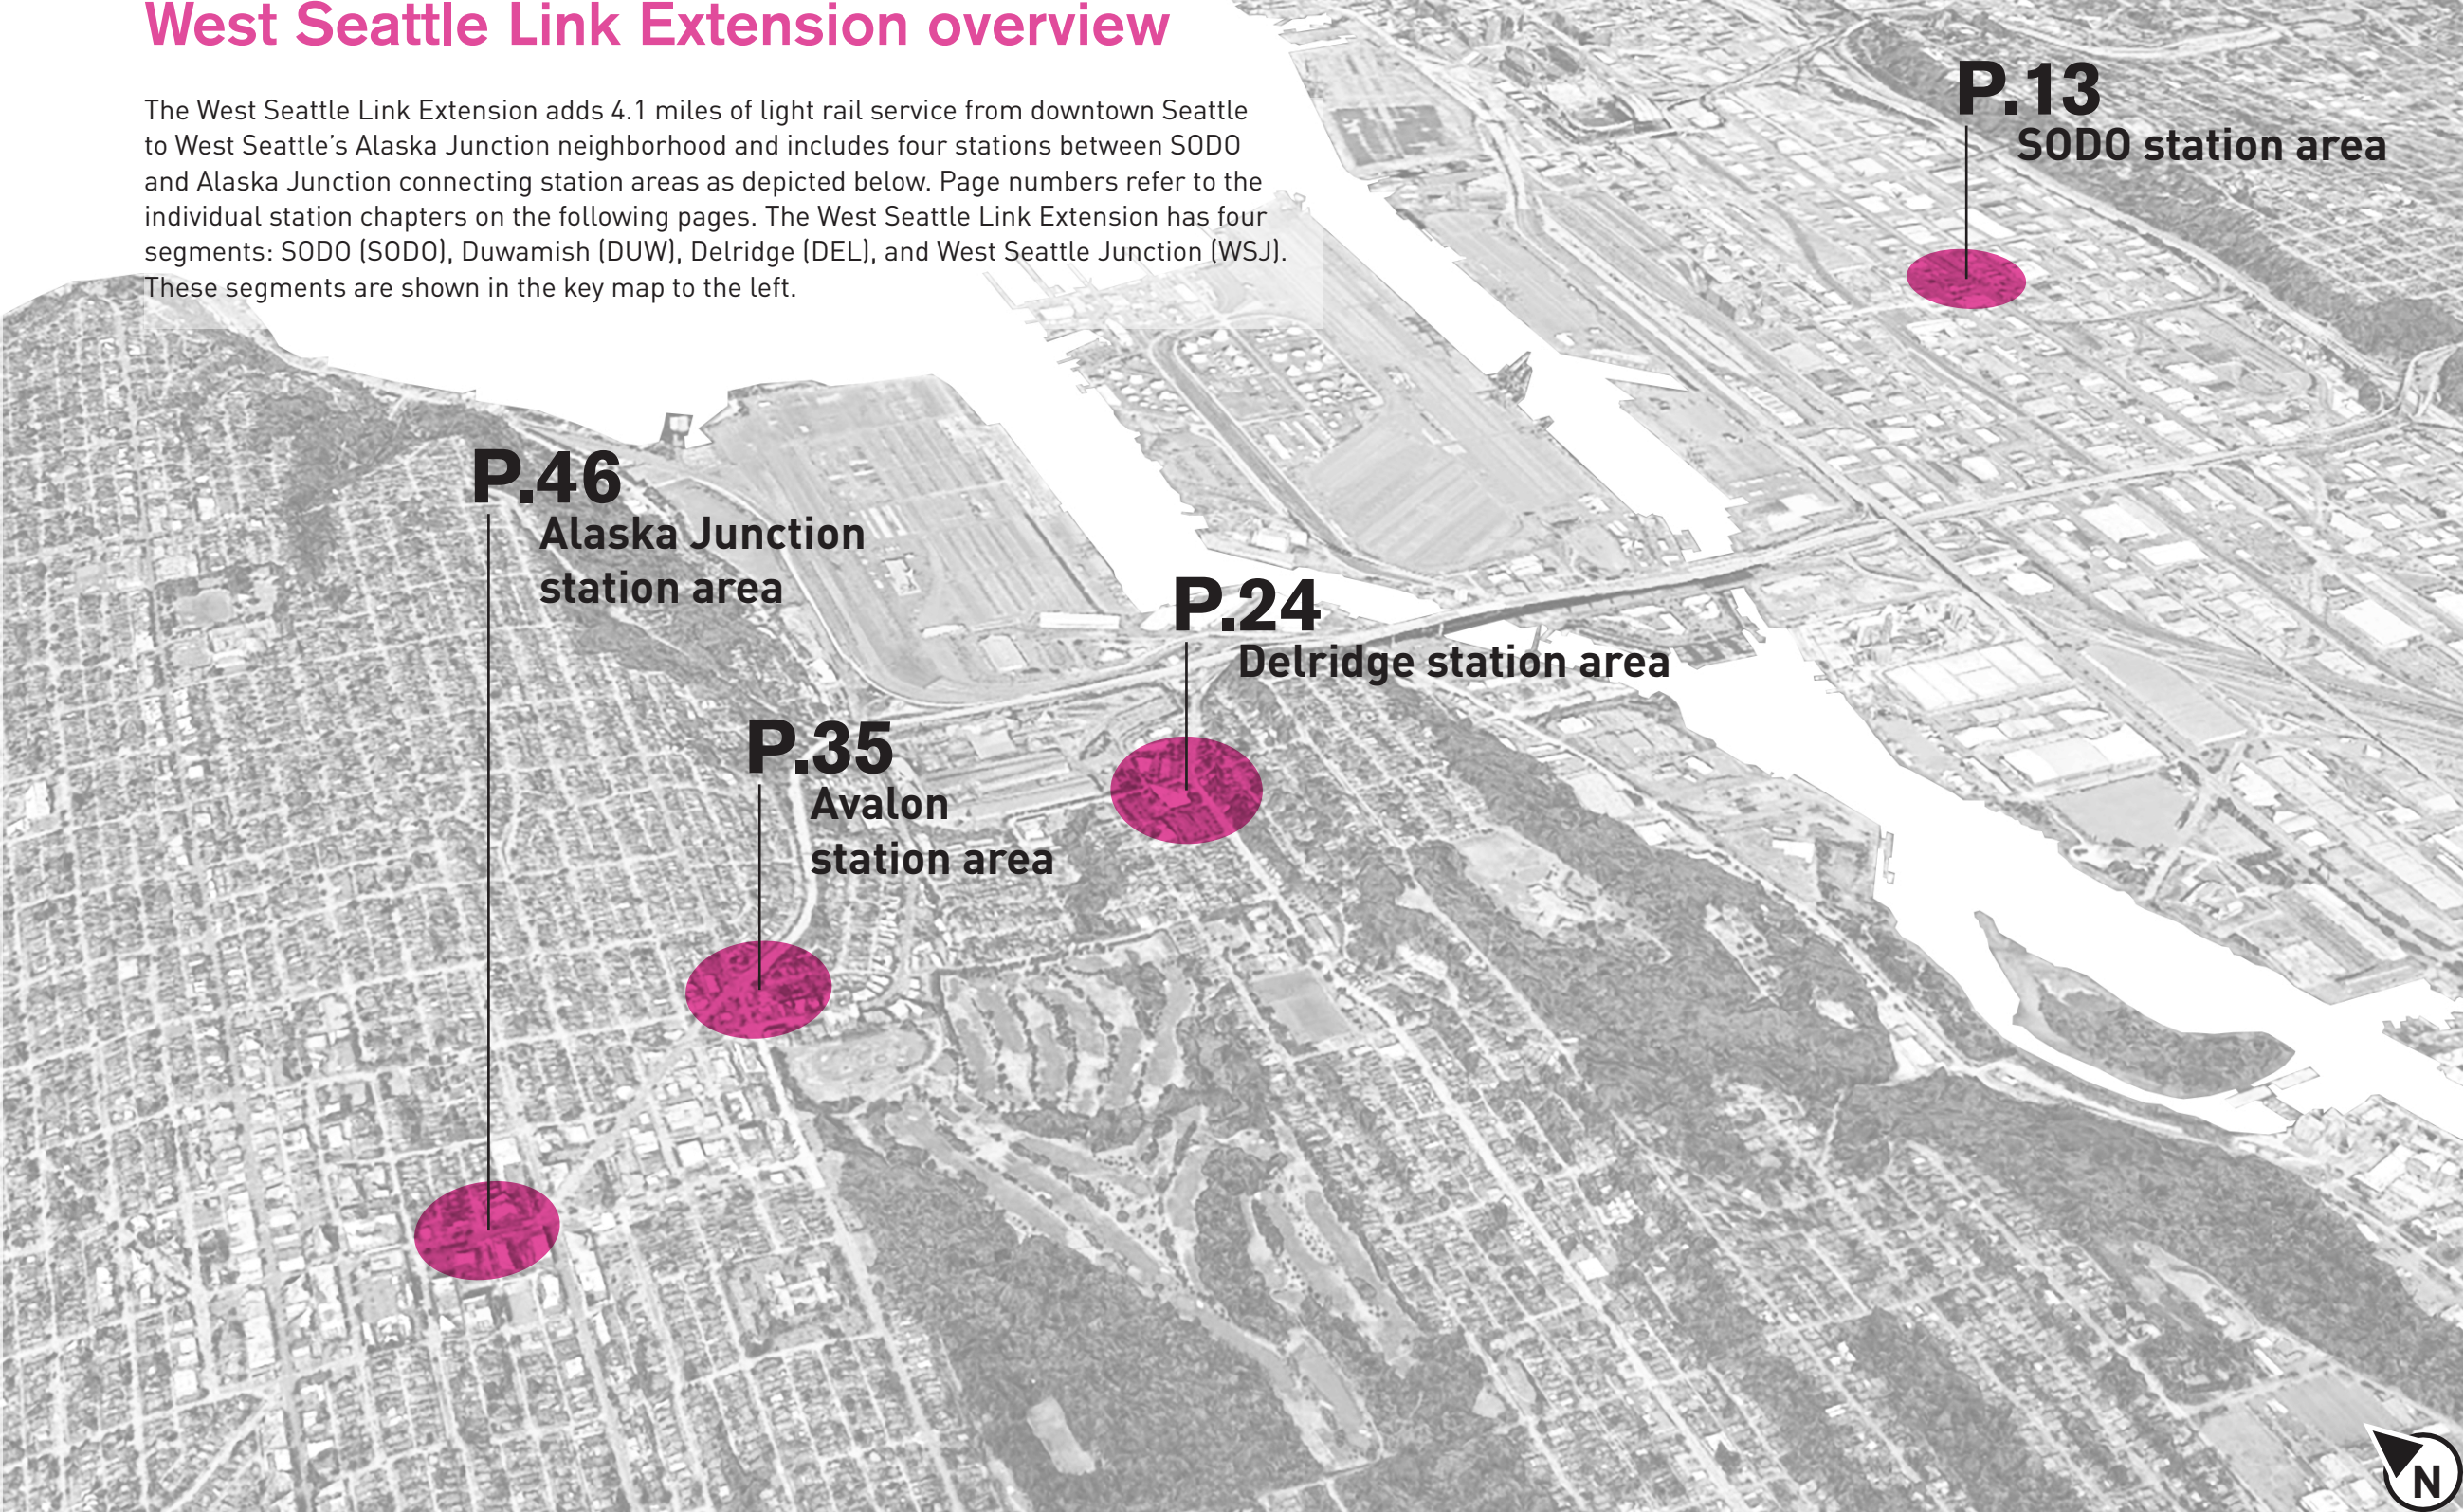 West Seattle Link Extension overview
The West Seattle Link Extension adds 4.1 miles of light rail service from downtown Seattle
to West Seattle’s Alaska Junction neighborhood and includes four stations between SODO
and Alaska Junction connecting station areas as depicted below. Page numbers refer to the
individual station chapters on the following pages. The West Seattle Link Extension has four
segments: SODO (SODO), Duwamish (DUW), Delridge (DEL), and West Seattle Junction (WSJ).
These segments are shown in the key map to the left.
P.13
SODO station area
P.46
Alaska Junction
station area
P.24
Delridge station area
P.35
Avalon
station area
N